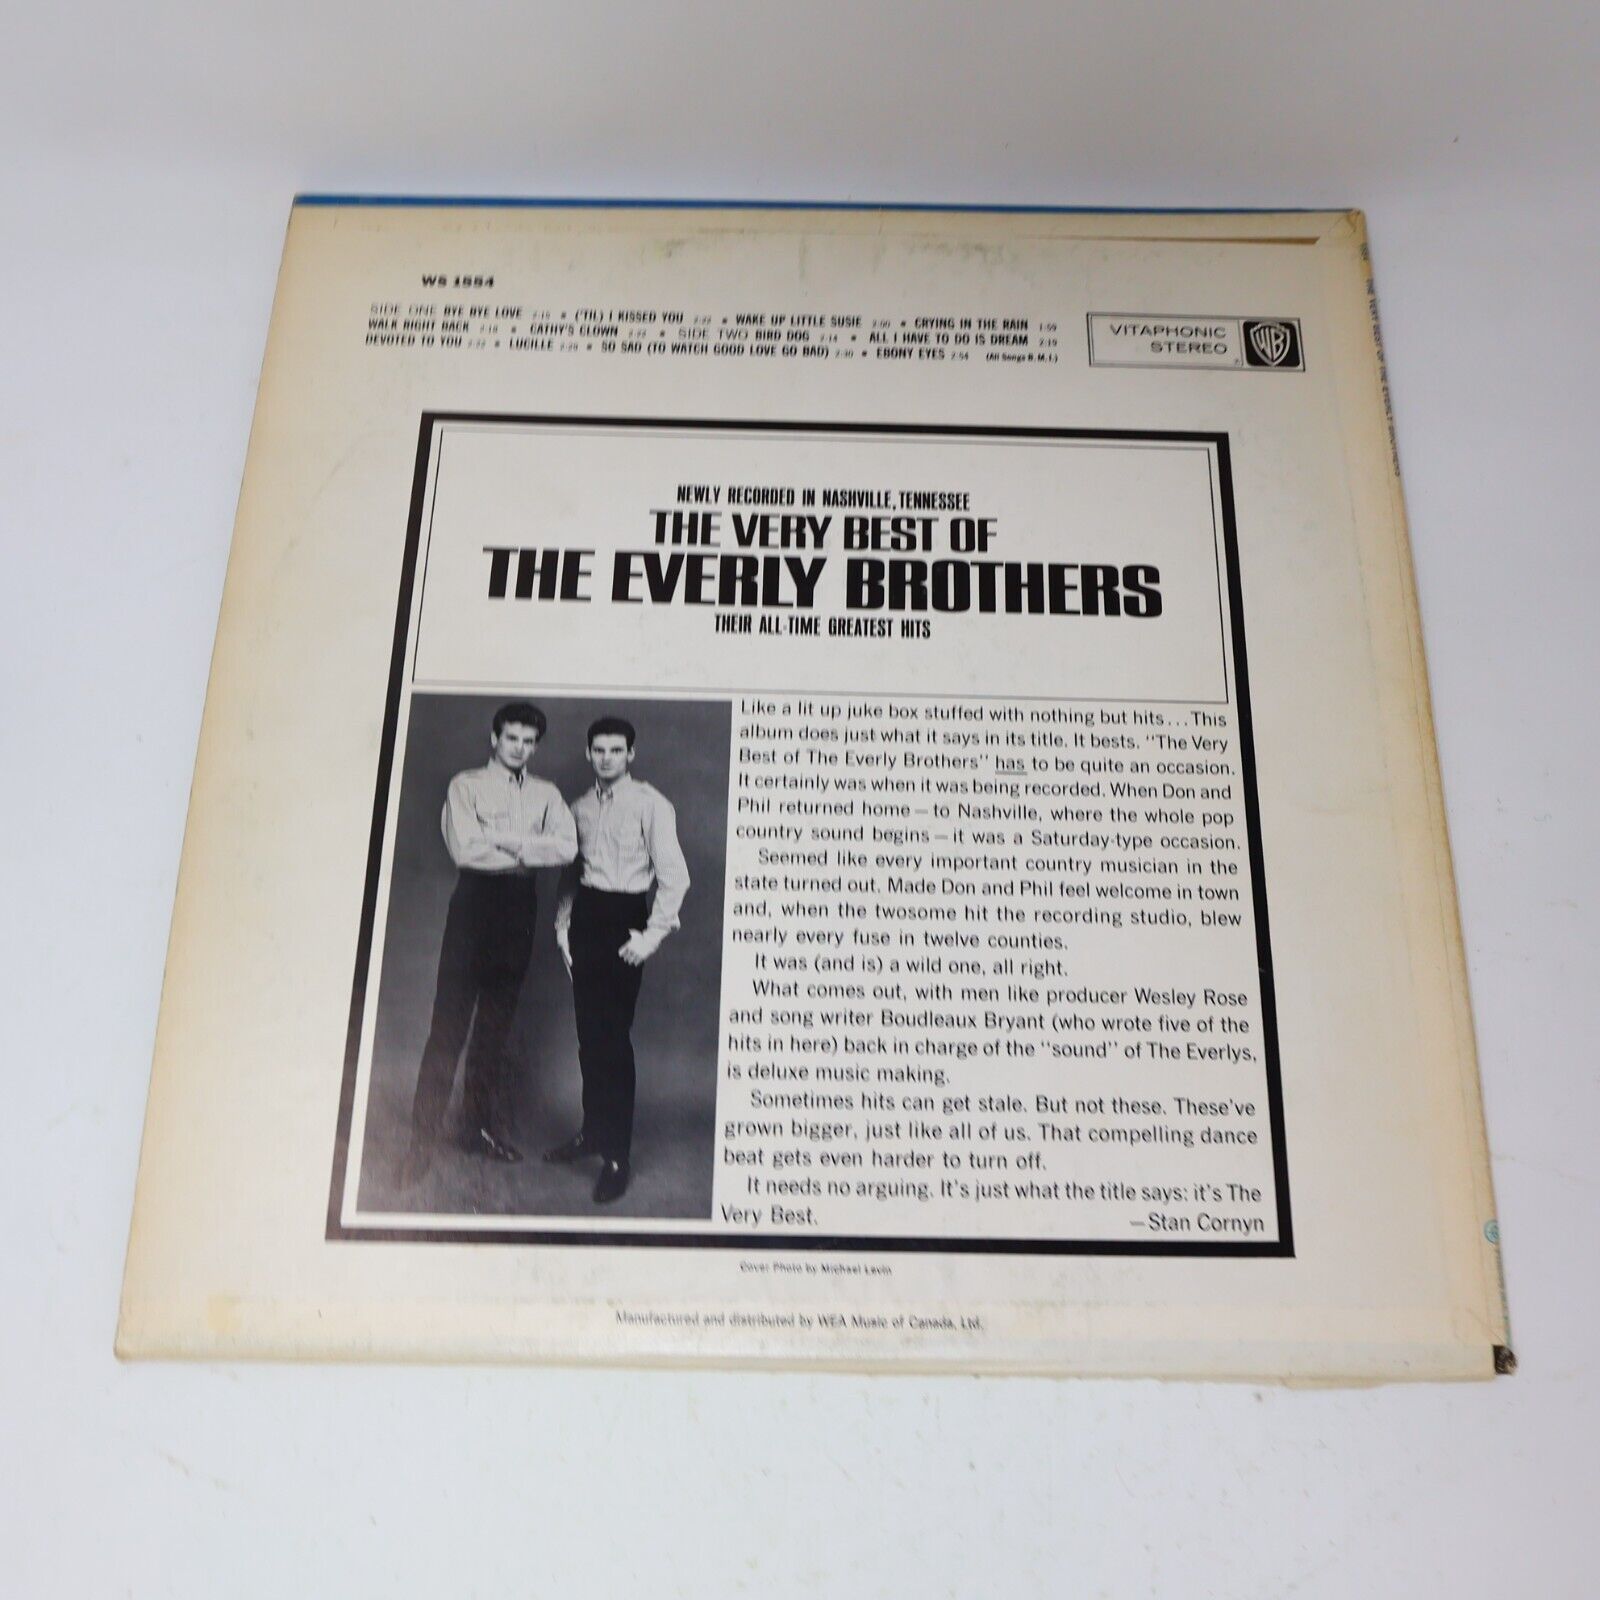 WS 1554
SIDE ONE BYE BYE LOVE 2:15 • ('TIL) I KISSED YOU 2:22 • WAKE UP LITTLE SUSIE 2:00 • CRYING IN THE RAIN 1:59
WALK RIGHT BACK 2:18 • CATHY'S CLOWN 2:22 • SIDE TWO BIRD DOG 2:14 • ALL I HAVE TO DO IS DREAM 2:19
DEVOTED TO YOU 2:22 • LUCILLE 2:29 • SO SAD (TO WATCH GOOD LOVE GO BAD) 2:30 • EBONY EYES 2:54 (All Songs B.M.I.)
VITAPHONIC
STEREO
WB
NEWLY RECORDED IN NASHVILLE, TENNESSEE
THE VERY BEST OF
THE EVERLY BROTHERS
THEIR ALL-TIME GREATEST HITS
Like a lit up juke box stuffed with nothing but hits...This
album does just what it says in its title. It bests. "The Very
Best of The Everly Brothers" has to be quite an occasion.
It certainly was when it was being recorded. When Don and
Phil returned home—to Nashville, where the whole pop
country sound begins—it was a Saturday-type occasion.
Seemed like every important country musician in the
state turned out. Made Don and Phil feel welcome in town
and, when the twosome hit the recording studio, blew
nearly every fuse in twelve counties.
It was (and is) a wild one, all right.
What comes out, with men like producer Wesley Rose
and song writer Boudleaux Bryant (who wrote five of the
hits in here) back in charge of the "sound" of The Everlys,
is deluxe music making.
Sometimes hits can get stale. But not these. These've
grown bigger, just like all of us. That compelling dance
beat gets even harder to turn off.
It needs no arguing. It's just what the title says: it's The
Very Best. —Stan Cornyn
Cover Photo by Michael Levin
Manufactured and distributed by WEA Music of Canada, Ltd.
THE VERY BEST OF THE EVERLY BROTHERS